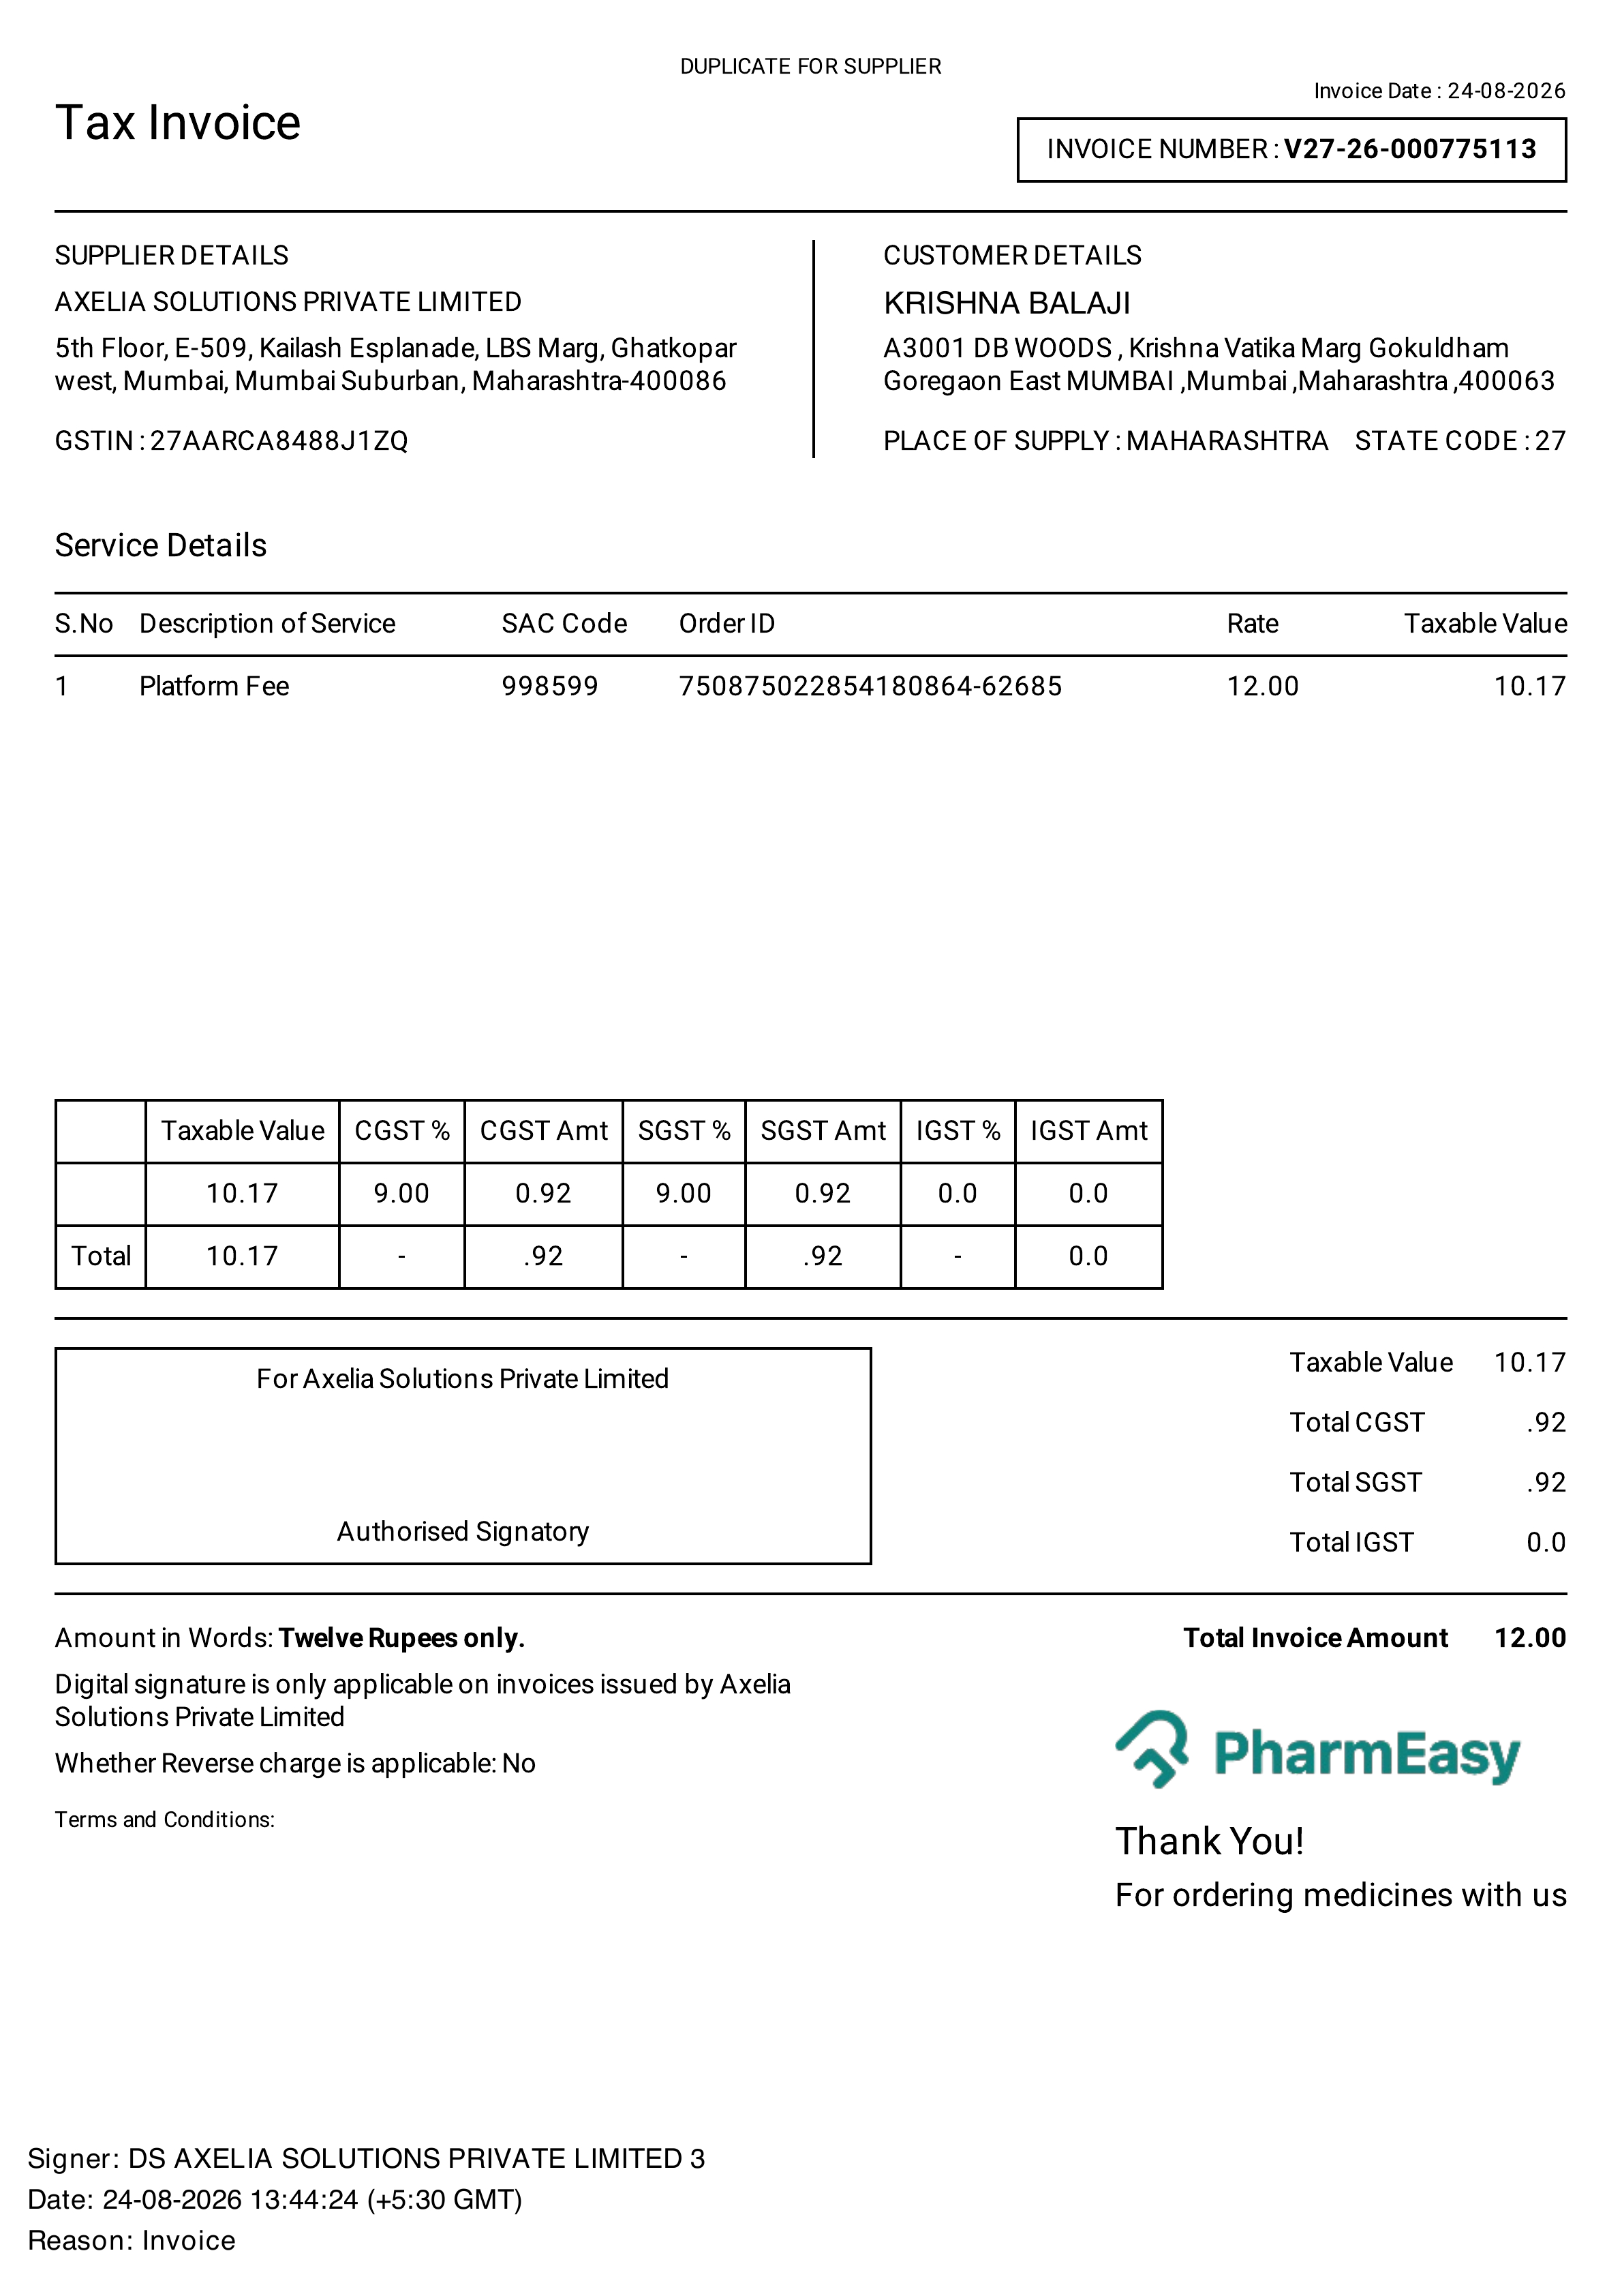 DUPLICATE FOR SUPPLIER
Invoice Date : 24-08-2026
Tax Invoice
INVOICE NUMBER : V27-26-000775113
SUPPLIER DETAILS
AXELIA SOLUTIONS PRIVATE LIMITED
5th Floor, E-509, Kailash Esplanade, LBS Marg, Ghatkopar
west, Mumbai, Mumbai Suburban, Maharashtra-400086
GSTIN : 27AARCA8488J1ZQ
CUSTOMER DETAILS
KRISHNA BALAJI
A3001 DB WOODS , Krishna Vatika Marg Gokuldham
Goregaon East MUMBAI ,Mumbai ,Maharashtra ,400063
PLACE OF SUPPLY : MAHARASHTRA STATE CODE : 27
Service Details
S.No Description of Service SAC Code Order ID Rate Taxable Value
1 Platform Fee 998599 750875022854180864-62685 12.00 10.17
Taxable Value CGST % CGST Amt SGST % SGST Amt IGST % IGST Amt
10.17 9.00 0.92 9.00 0.92 0.0 0.0
Total 10.17 - .92 - .92 - 0.0
For Axelia Solutions Private Limited
Authorised Signatory
Taxable Value 10.17
Total CGST .92
Total SGST .92
Total IGST 0.0
Amount in Words: Twelve Rupees only.
Total Invoice Amount 12.00
Digital signature is only applicable on invoices issued by Axelia
Solutions Private Limited
Whether Reverse charge is applicable: No
Terms and Conditions:
PharmEasy
Thank You!
For ordering medicines with us
Signer: DS AXELIA SOLUTIONS PRIVATE LIMITED 3
Date: 24-08-2026 13:44:24 (+5:30 GMT)
Reason: Invoice